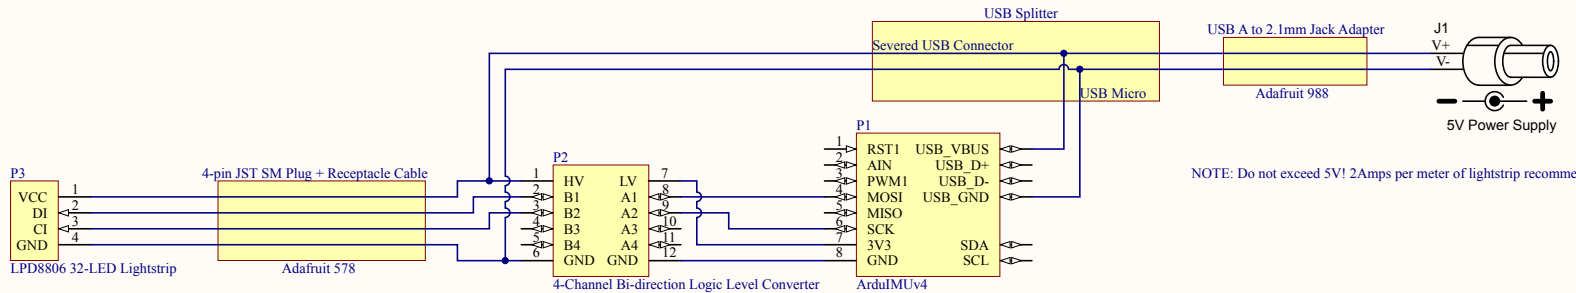 USB Splitter
Severed USB Connector
USB Micro
USB A to 2.1mm Jack Adapter
Adafruit 988
J1
V+
V-
5V Power Supply
NOTE: Do not exceed 5V! 2Amps per meter of lightstrip recomme
P3
VCC 1
DI 2
CI 3
GND 4
LPD8806 32-LED Lightstrip
4-pin JST SM Plug + Receptacle Cable
Adafruit 578
P2
1 HV LV 7
2 B1 A1 8
3 B2 A2 9
4 B3 A3 10
5 B4 A4 11
6 GND GND 12
4-Channel Bi-direction Logic Level Converter
P1
1 RST1 USB_VBUS
2 AIN USB_D+
3 PWM1 USB_D-
4 MOSI USB_GND
5 MISO
6 SCK
7 3V3 SDA
8 GND SCL
ArduIMUv4